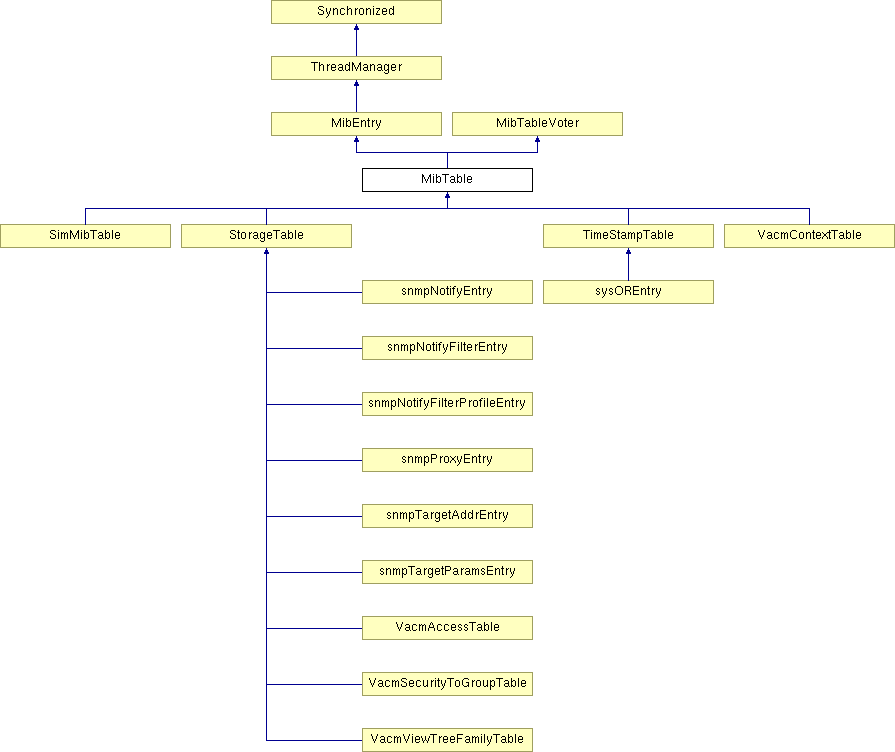 Synchronized
ThreadManager
MibEntry
MibTableVoter
MibTable
SimMibTable
StorageTable
TimeStampTable
VacmContextTable
snmpNotifyEntry
sysOREntry
snmpNotifyFilterEntry
snmpNotifyFilterProfileEntry
snmpProxyEntry
snmpTargetAddrEntry
snmpTargetParamsEntry
VacmAccessTable
VacmSecurityToGroupTable
VacmViewTreeFamilyTable